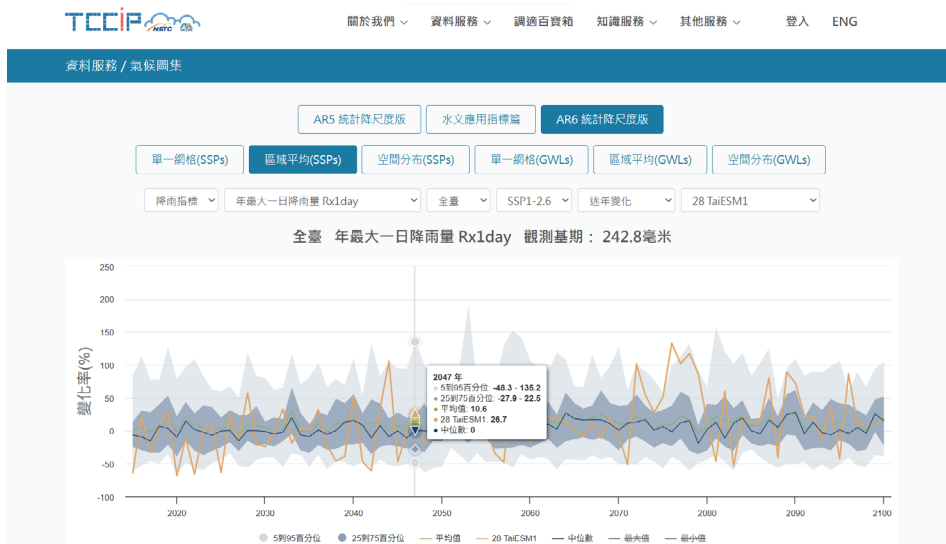 TCCIP NSTC
關於我們 資料服務 調適百寶箱 知識服務 其他服務 登入 ENG
資料服務 / 氣候圖集
AR5 統計降尺度版 水文應用指標篇 AR6 統計降尺度版
單一網格(SSPs) 區域平均(SSPs) 空間分布(SSPs) 單一網格(GWLs) 區域平均(GWLs) 空間分布(GWLs)
降雨指標 年最大一日降雨量 Rx1day 全臺 SSP1-2.6 逐年變化 28 TaiESM1
全臺 年最大一日降雨量 Rx1day 觀測基期： 242.8毫米
變化率(%)
250
200
150
100
50
0
-50
-100
2047 年
5到95百分位: -48.3 - 135.2
25到75百分位: -27.9 - 22.5
平均值: 10.6
28 TaiESM1: 26.7
中位數: 0
2020 2030 2040 2050 2060 2070 2080 2090 2100
5到95百分位 25到75百分位 平均值 28 TaiESM1 中位數 最大值 最小值